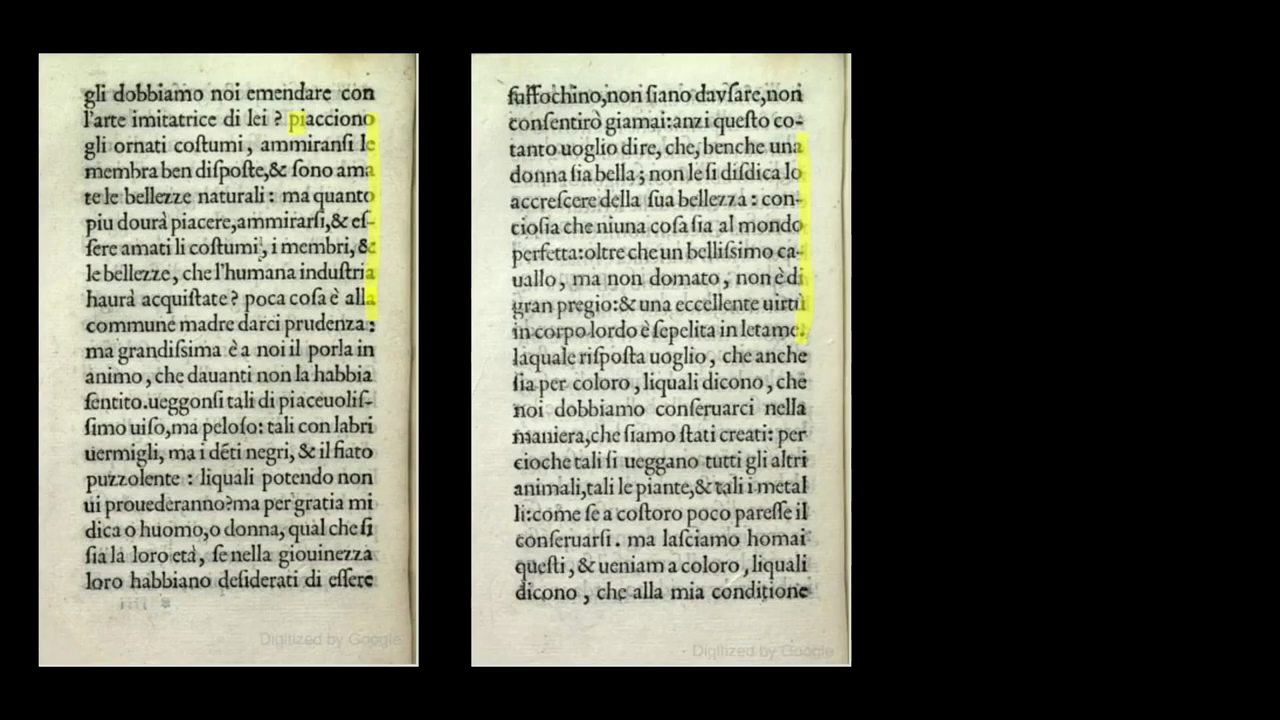 gli dobbiamo noi emendare con
l'arte imitatrice di lei ? piacciono
gli ornati coſtumi, ammiranſi le
membra ben diſpoſte,& ſono ama
te le bellezze naturali: ma quanto
piu dourà piacere,ammirarſi,& eſ-
ſere amati li coſtumi, i membri, &
le bellezze, che l'humana induſtria
haurà acquiſtate? poca coſa è alla
commune madre darci prudenza:
ma grandiſsima è a noi il porla in
animo, che dauanti non la habbia
ſentito.ueggonſi tali di piaceuoliſ-
ſimo uiſo,ma peloſo: tali con labri
uermigli, ma i dēti negri, & il fiato
puzzolente : liquali potendo non
ui prouederanno?ma per gratia mi
dica o huomo,o donna, qual che ſi
ſia la loro età, ſe nella giouinezza
loro habbiano deſiderati di eſſere
Digitized by Google
ſuffochino,non ſiano da vſare,non
conſentirò giamai:anzi queſto co-
tanto uoglio dire, che, benche una
donna ſia bella; non le ſi diſdica lo
accreſcere della ſua bellezza: con-
cioſia che niuna coſa ſia al mondo
perfetta:oltre che un belliſsimo ca-
uallo, ma non domato, non è di
gran pregio:& una eccellente uirtù
in corpo lordo è ſepelita in letame.
laquale riſpoſta uoglio, che anche
ſia per coloro, liquali dicono, che
noi dobbiamo conſeruarci nella
maniera,che ſiamo ſtati creati: per
cioche tali ſi ueggano tutti gli altri
animali,tali le piante,& tali i metal
li:come ſe a coſtoro poco pareſſe il
conſeruarſi. ma laſciamo homai
queſti, & ueniam a coloro, liquali
dicono, che alla mia conditione
Digitized by Google